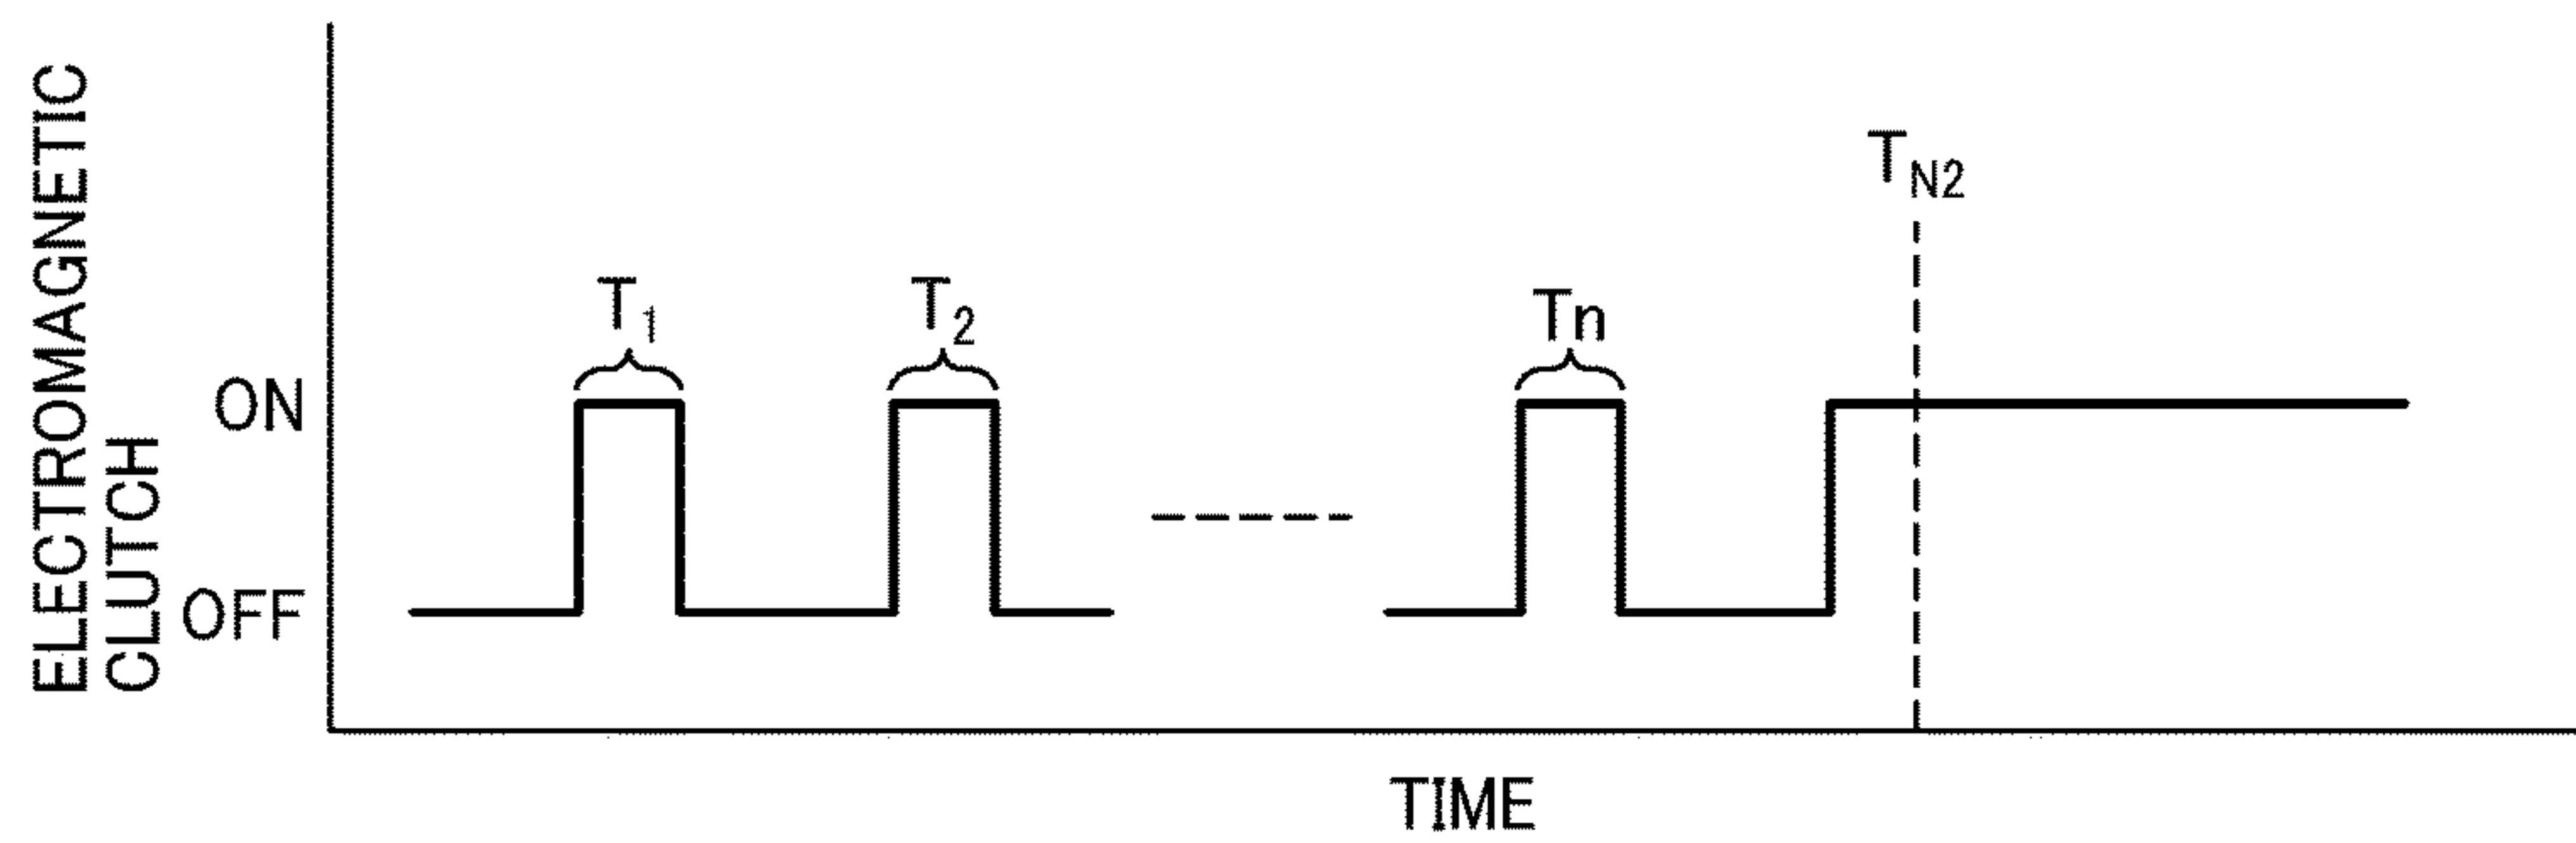 ELECTROMAGNETIC
CLUTCH
ON
OFF
T1
T2
Tn
TN2
TIME